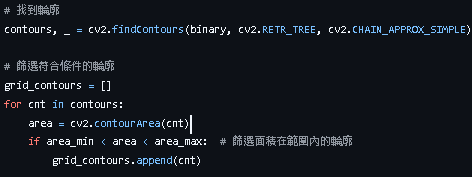 # 找到輪廓
contours, _ = cv2.findContours(binary, cv2.RETR_TREE, cv2.CHAIN_APPROX_SIMPLE)
# 篩選符合條件的輪廓
grid_contours = []
for cnt in contours:
    area = cv2.contourArea(cnt)
    if area_min < area < area_max:  # 篩選面積在範圍內的輪廓
        grid_contours.append(cnt)